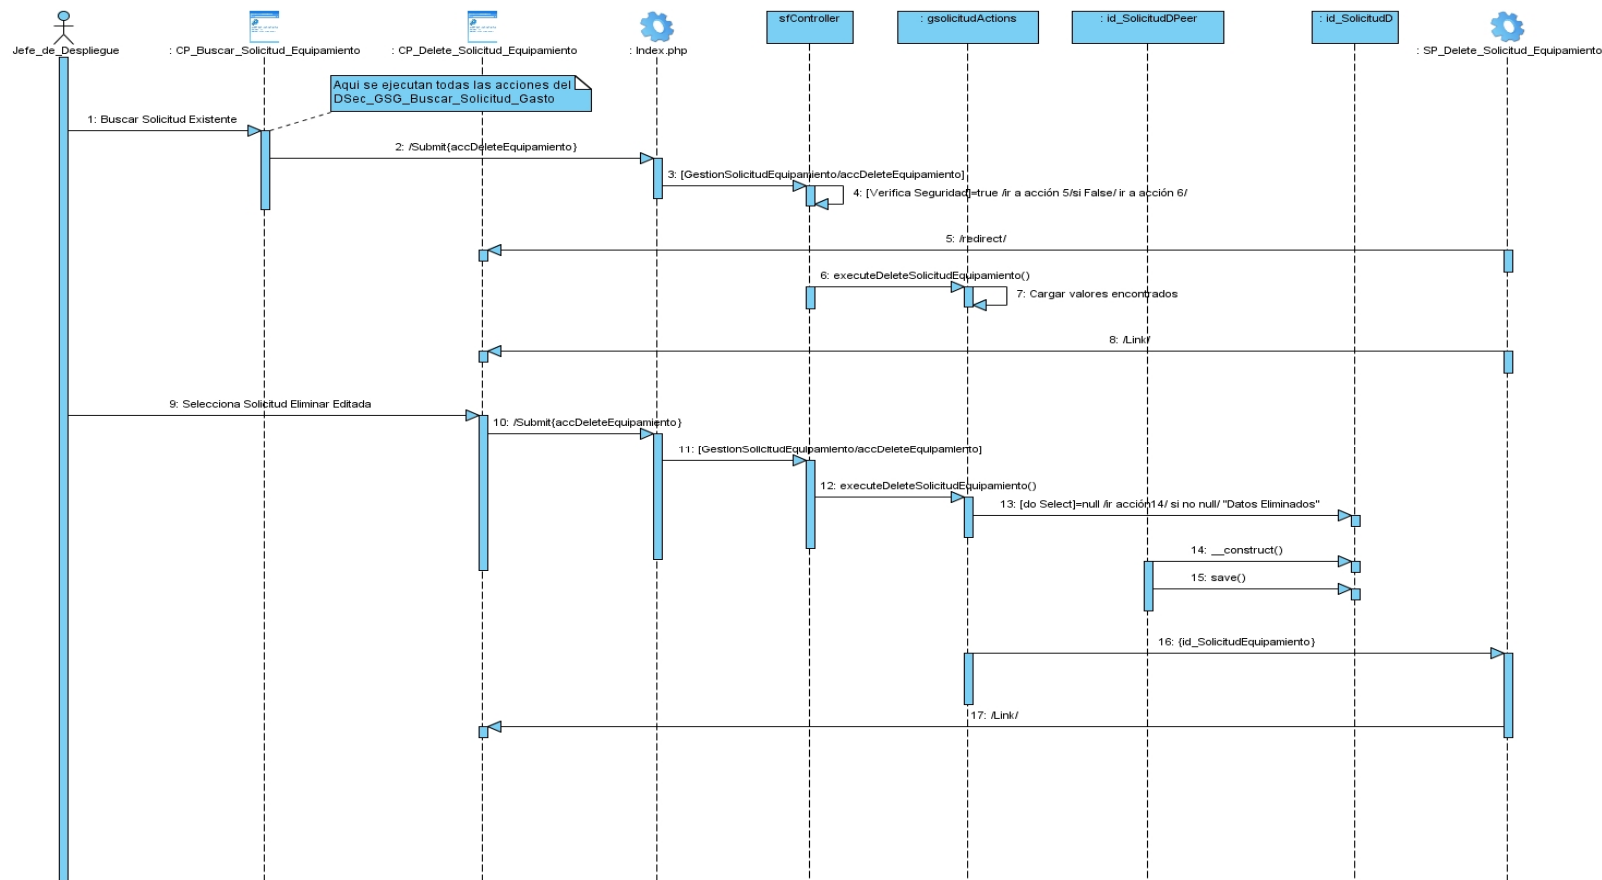 sfController
: gsolicitudActions
: id_SolicitudDPeer
: id_SolicitudD
Jefe_de_Despliegue
: CP_Buscar_Solicitud_Equipamiento
: CP_Delete_Solicitud_Equipamiento
: Index.php
: SP_Delete_Solicitud_Equipamiento
Aqui se ejecutan todas las acciones del
DSec_GSG_Buscar_Solicitud_Gasto
1: Buscar Solicitud Existente
2: /Submit{accDeleteEquipamiento}
3: [GestionSolicitudEquipamiento/accDeleteEquipamiento]
4: [Verifica Seguridad]=true /ir a acción 5/si False/ ir a acción 6/
5: /redirect/
6: executeDeleteSolicitudEquipamiento()
7: Cargar valores encontrados
8: /Link/
9: Selecciona Solicitud Eliminar Editada
10: /Submit{accDeleteEquipamiento}
11: [GestionSolicitudEquipamiento/accDeleteEquipamiento]
12: executeDeleteSolicitudEquipamiento()
13: [do Select]=null /ir acción14/ si no null/ "Datos Eliminados"
14: __construct()
15: save()
16: {id_SolicitudEquipamiento}
17: /Link/